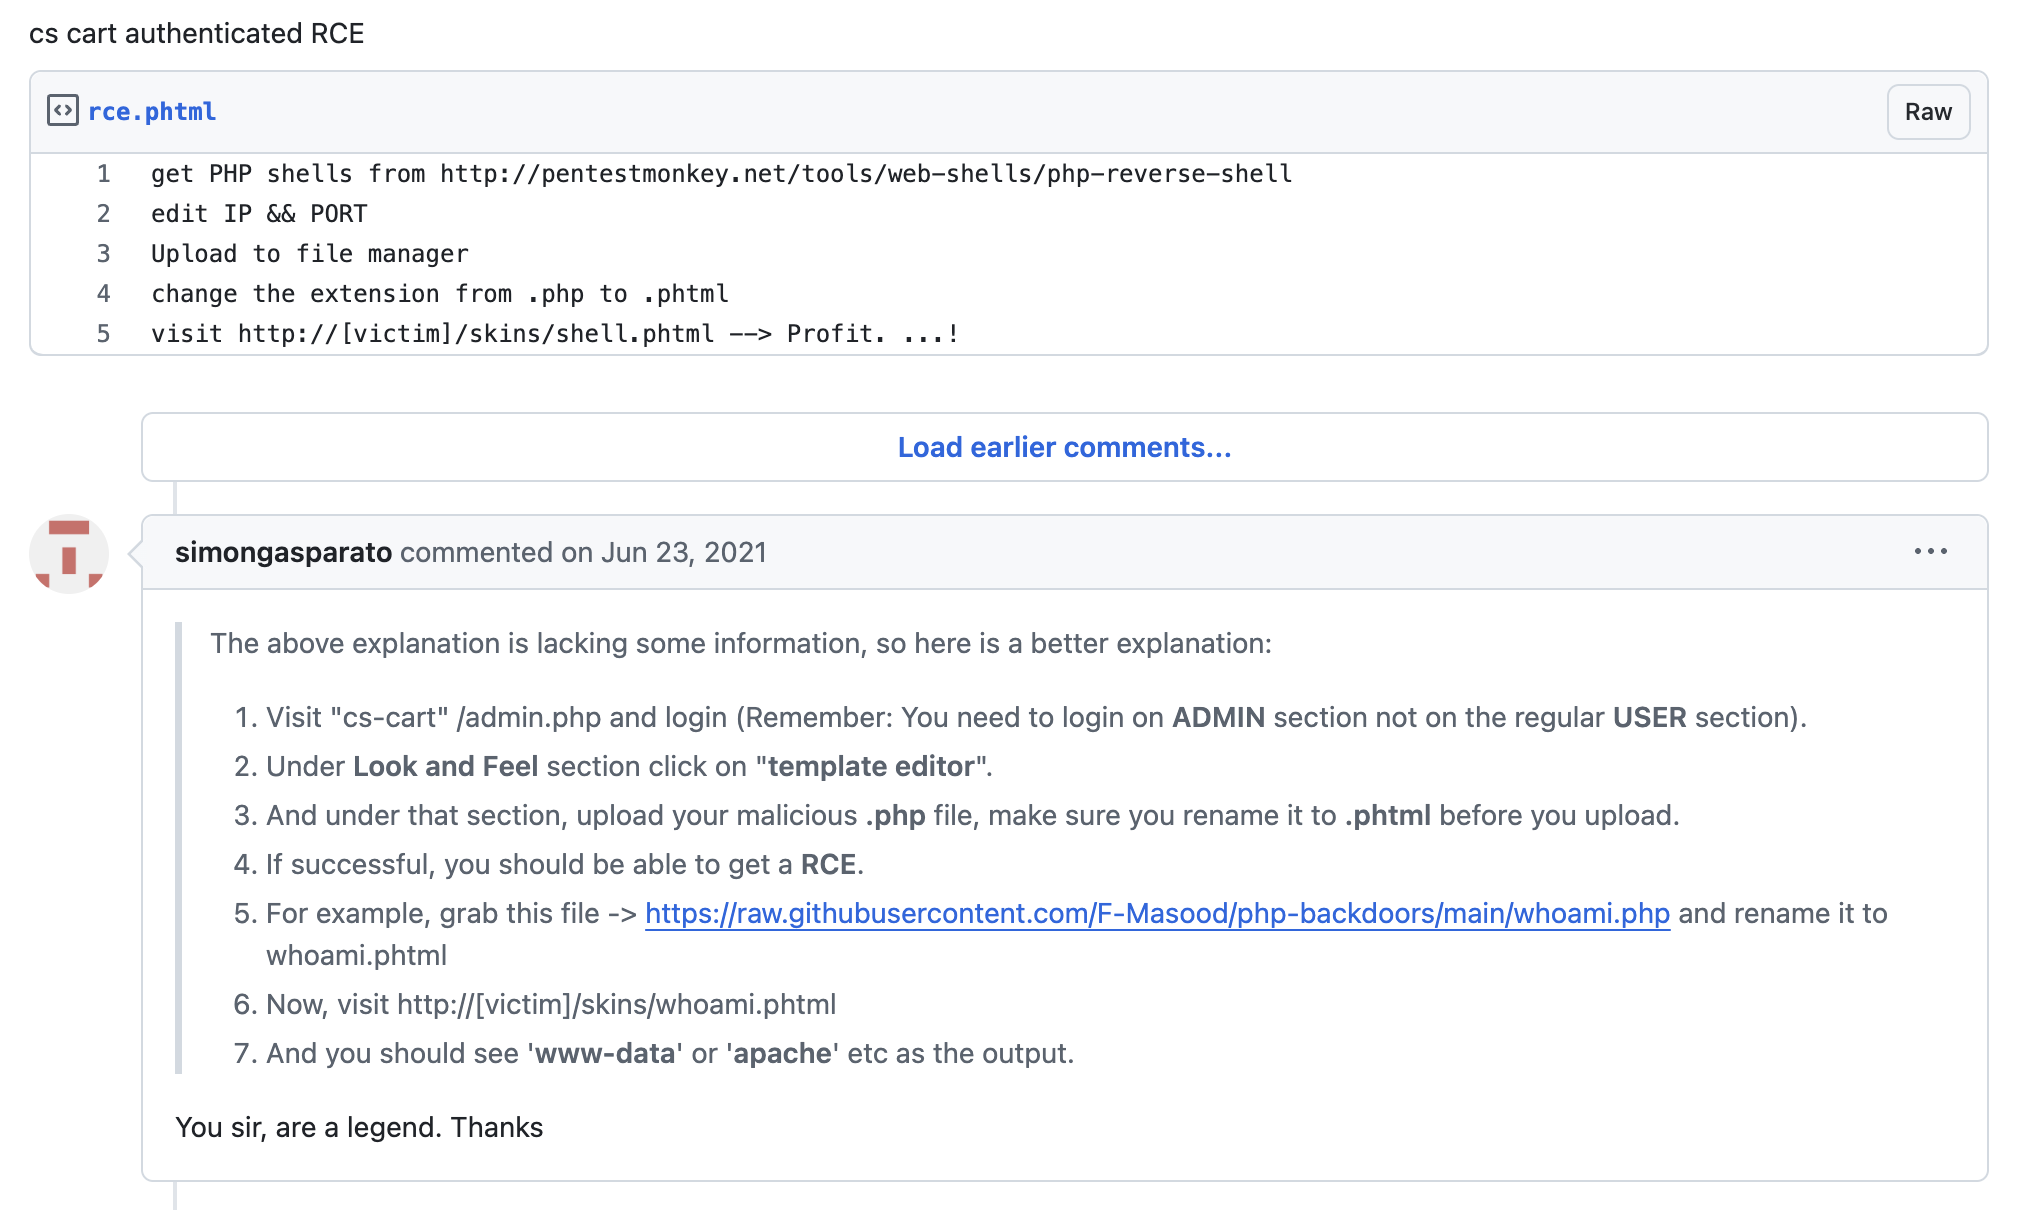 cs cart authenticated RCE
rce.phtml
Raw
1 get PHP shells from http://pentestmonkey.net/tools/web-shells/php-reverse-shell
2 edit IP && PORT
3 Upload to file manager
4 change the extension from .php to .phtml
5 visit http://[victim]/skins/shell.phtml --> Profit. ...!
Load earlier comments...
simongasparato commented on Jun 23, 2021
The above explanation is lacking some information, so here is a better explanation:
1. Visit "cs-cart" /admin.php and login (Remember: You need to login on ADMIN section not on the regular USER section).
2. Under Look and Feel section click on "template editor".
3. And under that section, upload your malicious .php file, make sure you rename it to .phtml before you upload.
4. If successful, you should be able to get a RCE.
5. For example, grab this file -> https://raw.githubusercontent.com/F-Masood/php-backdoors/main/whoami.php and rename it to
whoami.phtml
6. Now, visit http://[victim]/skins/whoami.phtml
7. And you should see 'www-data' or 'apache' etc as the output.
You sir, are a legend. Thanks